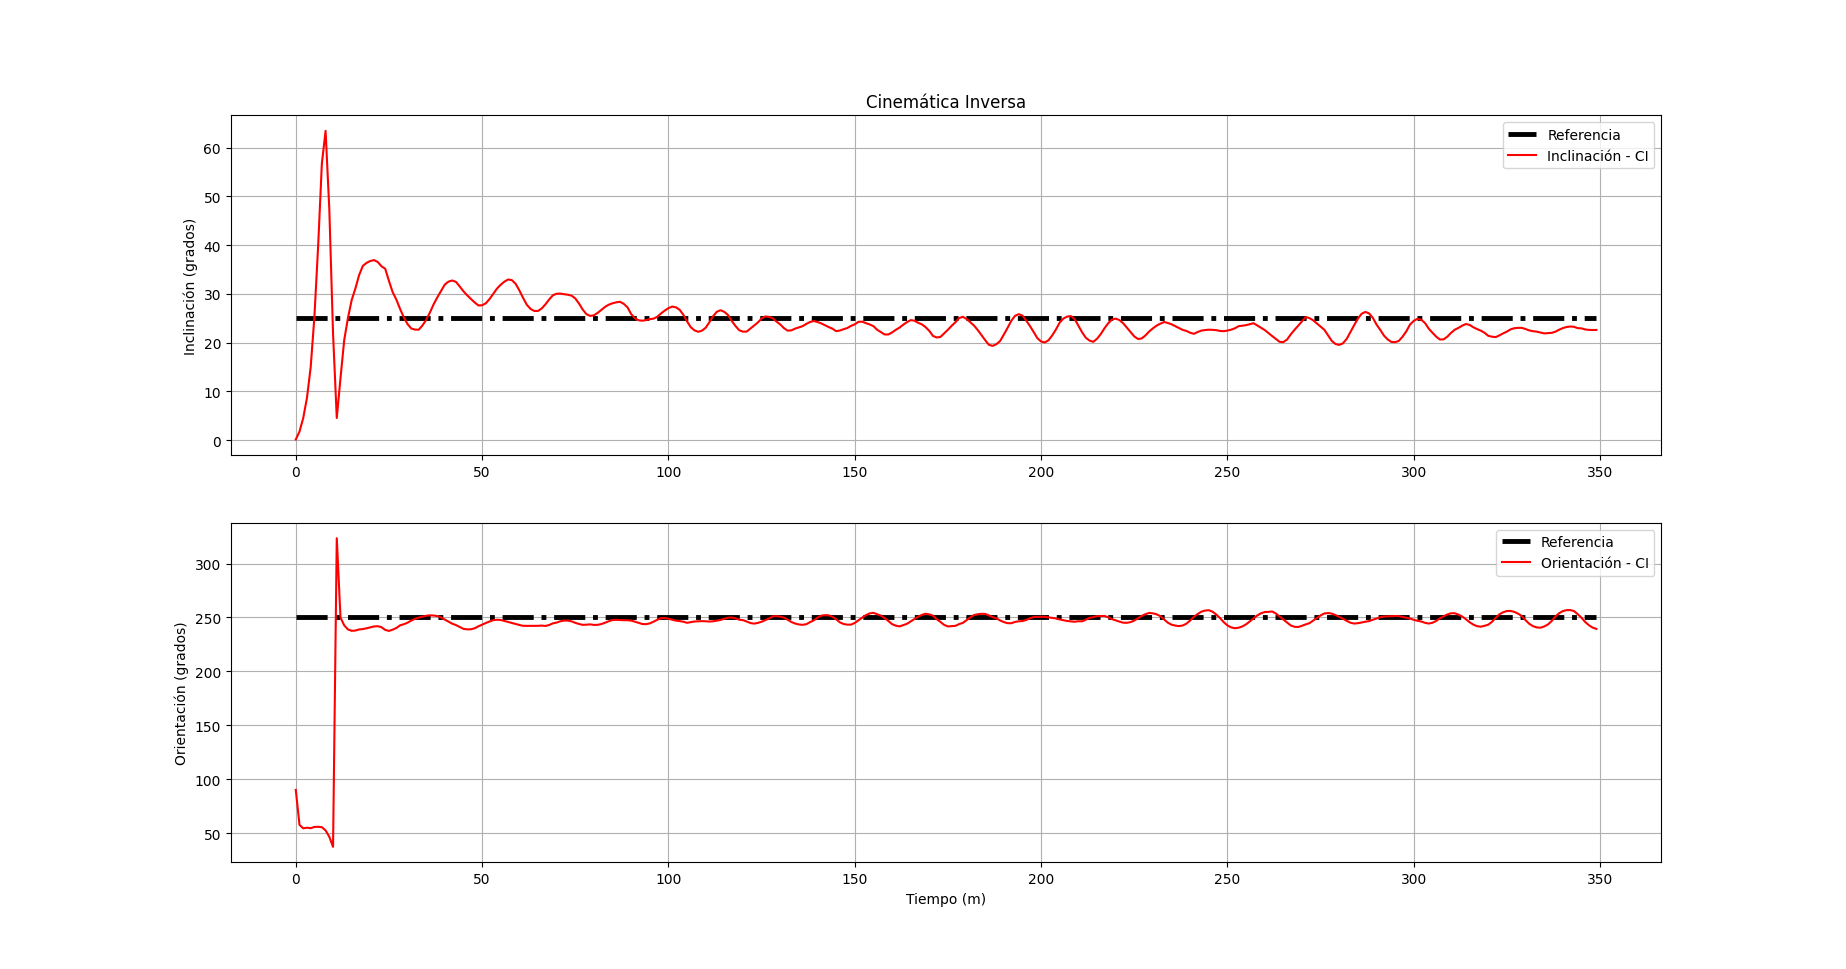 Cinemática Inversa
Referencia
Inclinación - CI
Inclinación (grados)
60
50
40
30
20
10
0
0 50 100 150 200 250 300 350
Referencia
Orientación - CI
Orientación (grados)
300
250
200
150
100
50
0 50 100 150 200 250 300 350
Tiempo (m)